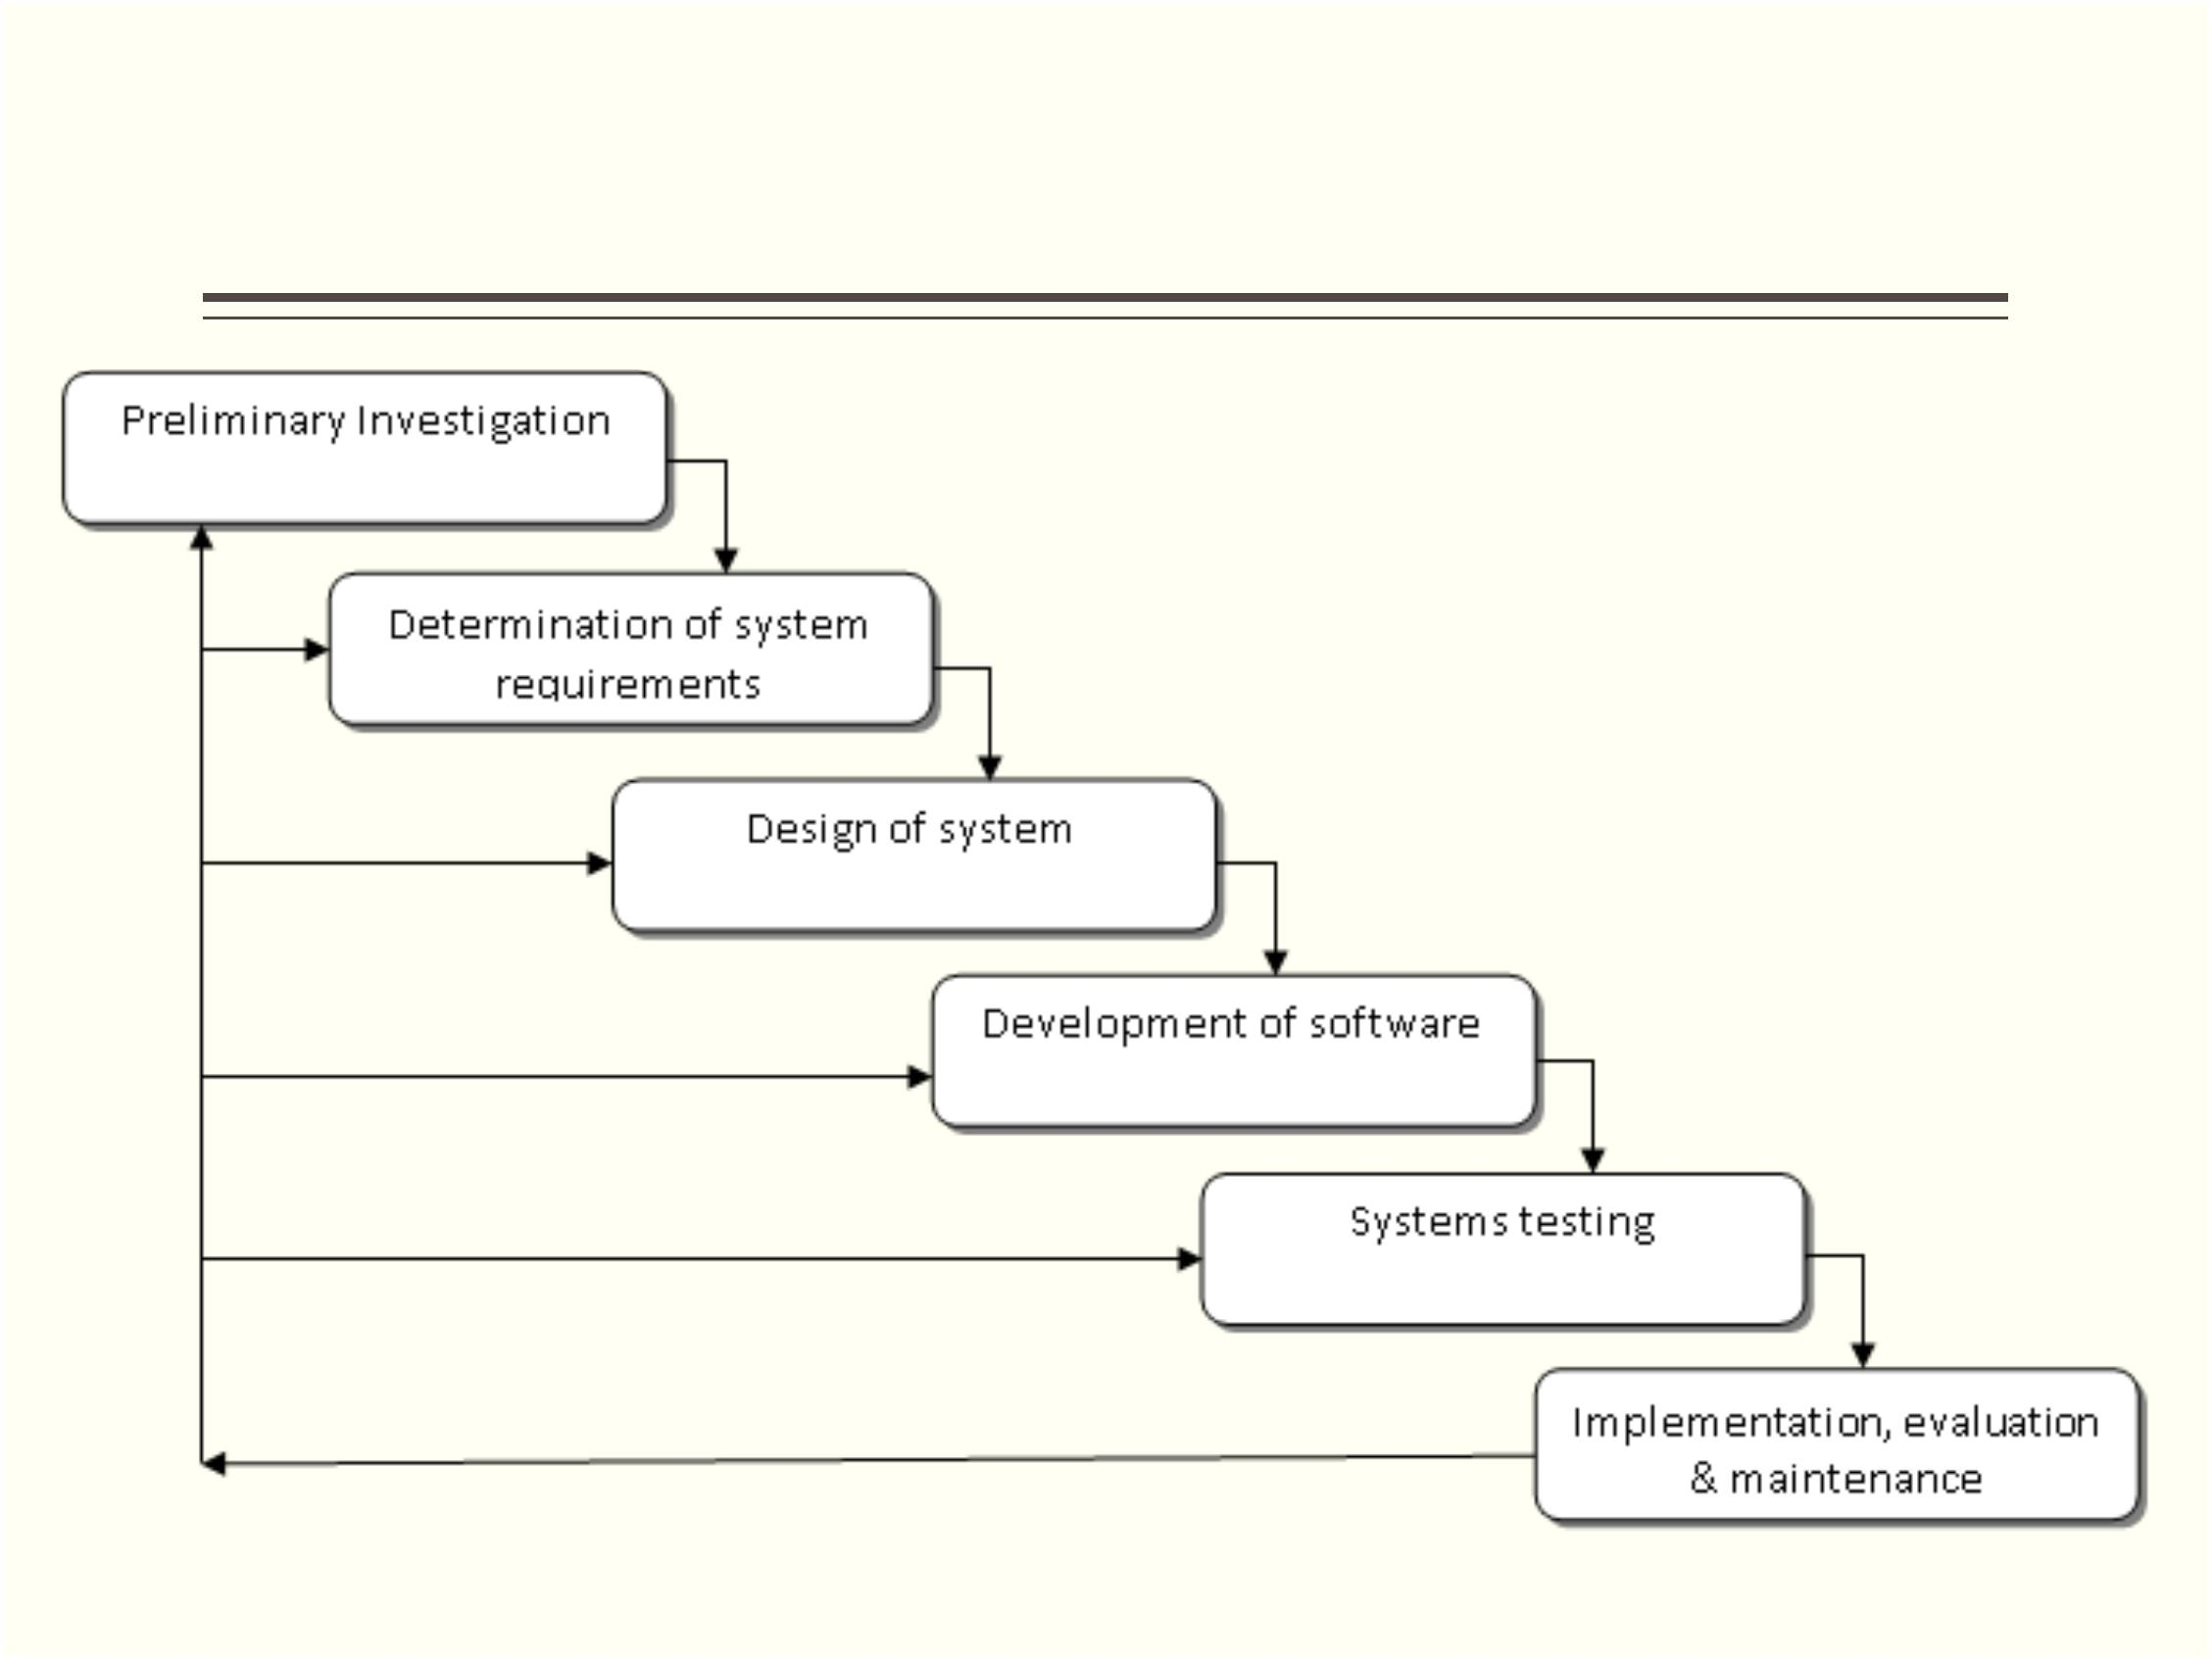 Preliminary Investigation
Determination of system
requirements
Design of system
Development of software
Systems testing
Implementation, evaluation
& maintenance